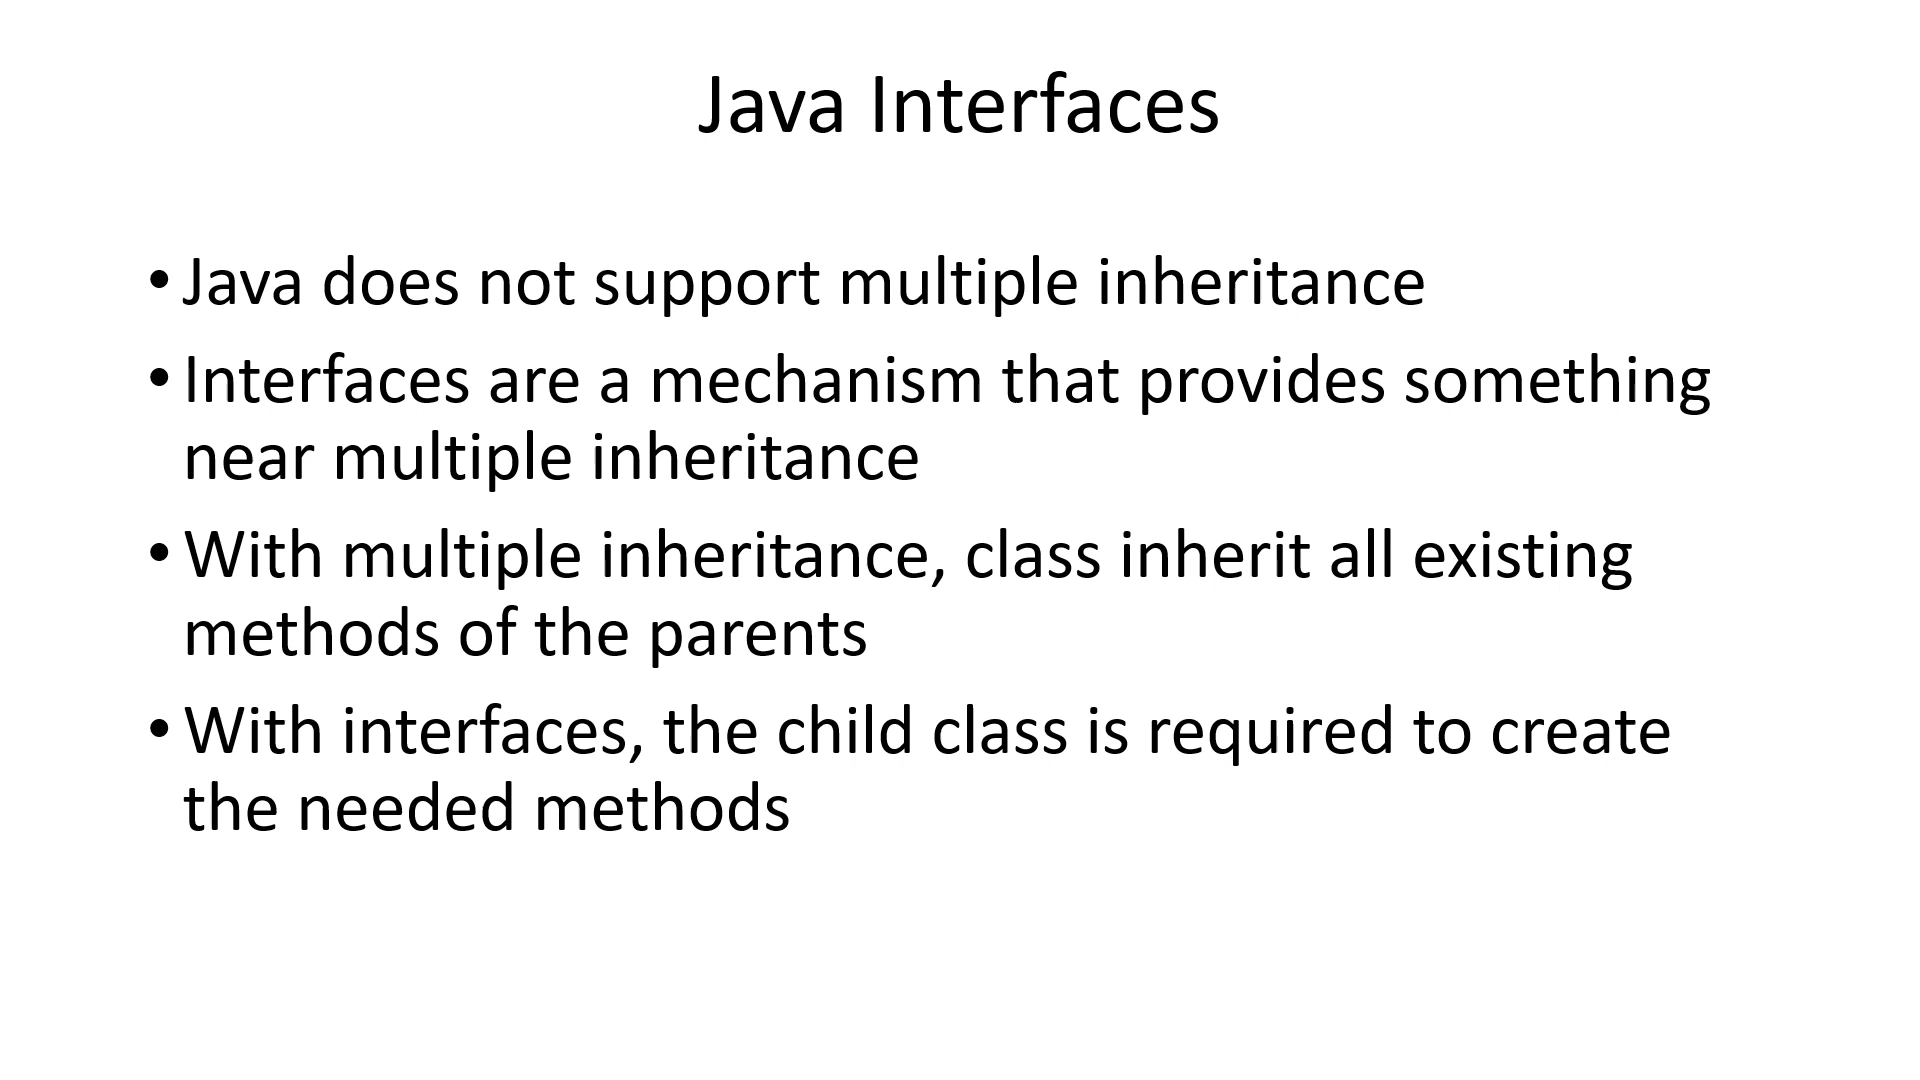 Java Interfaces
• Java does not support multiple inheritance
• Interfaces are a mechanism that provides something
near multiple inheritance
• With multiple inheritance, class inherit all existing
methods of the parents
• With interfaces, the child class is required to create
the needed methods